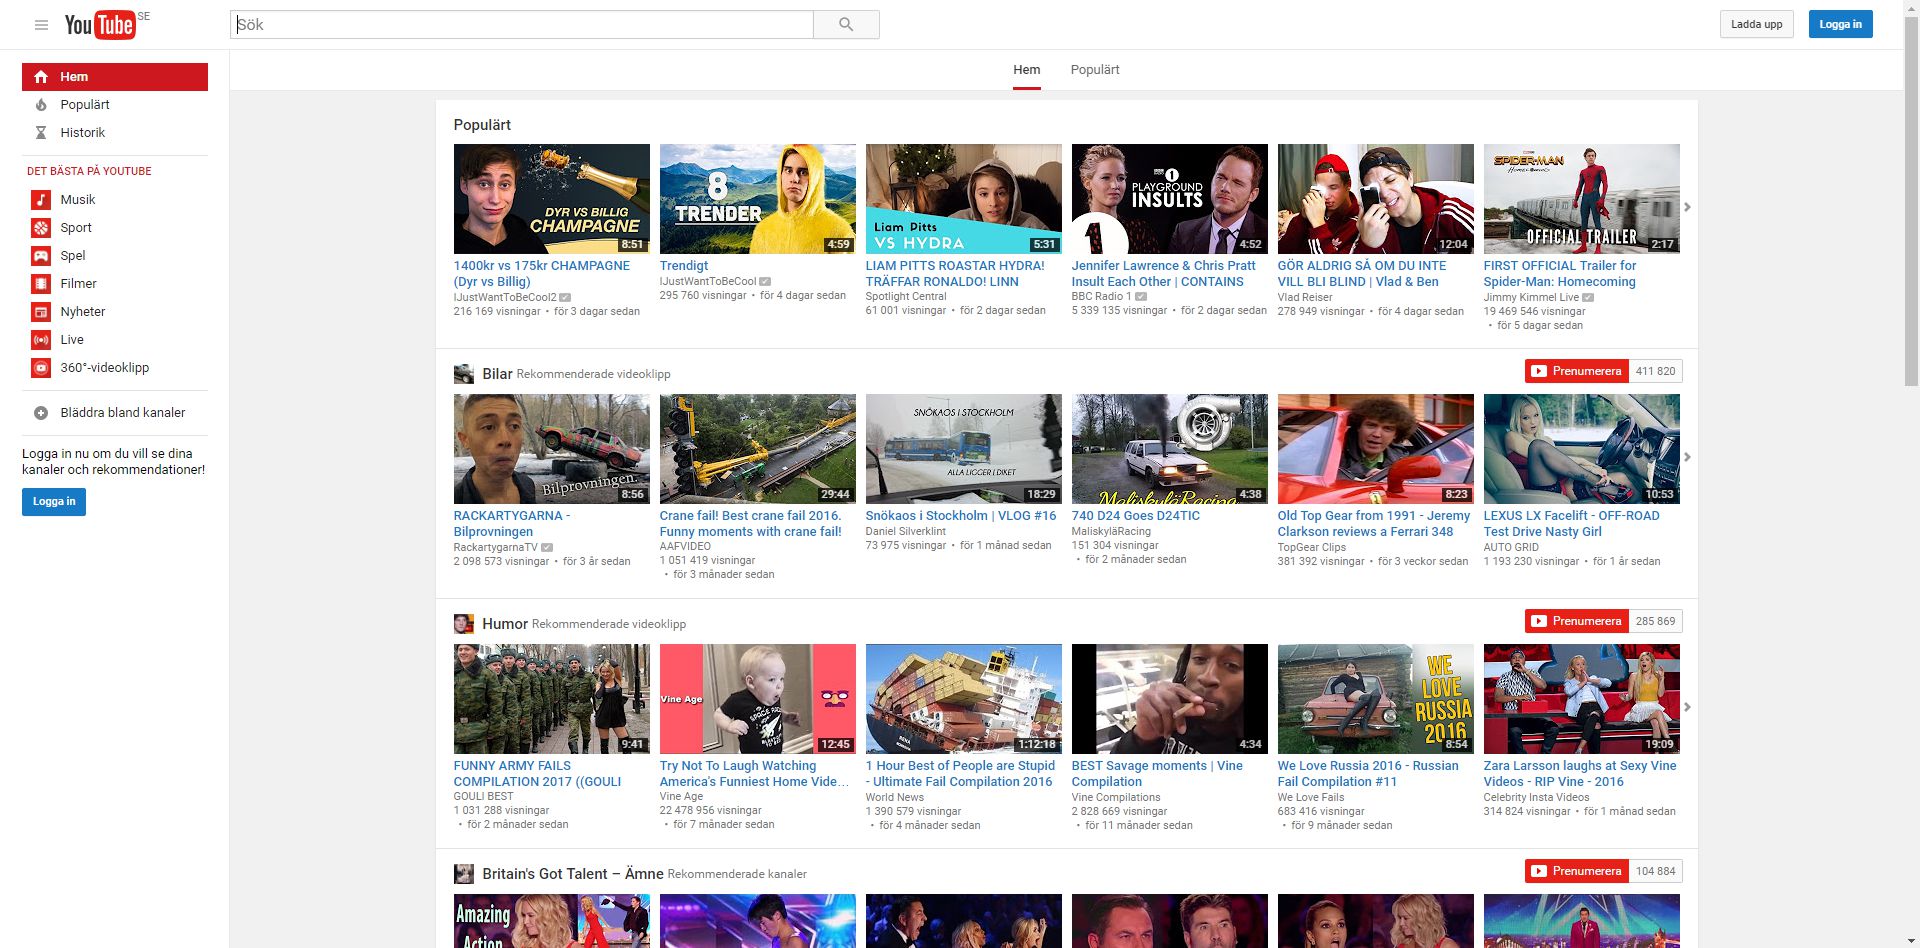 YouTube SE
Sök
Ladda upp
Logga in
Hem
Populärt
Historik
DET BÄSTA PÅ YOUTUBE
Musik
Sport
Spel
Filmer
Nyheter
Live
360°-videoklipp
Bläddra bland kanaler
Logga in nu om du vill se dina
kanaler och rekommendationer!
Logga in
Hem Populärt
Populärt
DYR VS BILLIG
CHAMPAGNE
8:51
1400kr vs 175kr CHAMPAGNE
(Dyr vs Billig)
IJustWantToBeCool2
216 169 visningar • för 3 dagar sedan
8
TRENDER
4:59
Trendigt
IJustWantToBeCool
295 760 visningar • för 4 dagar sedan
Liam Pitts
VS HYDRA
5:31
LIAM PITTS ROASTAR HYDRA!
TRÄFFAR RONALDO! LINN
Spotlight Central
61 001 visningar • för 2 dagar sedan
1
PLAYGROUND
INSULTS
1
4:52
Jennifer Lawrence & Chris Pratt
Insult Each Other | CONTAINS
BBC Radio 1
5 339 135 visningar • för 2 dagar sedan
12:04
GÖR ALDRIG SÅ OM DU INTE
VILL BLI BLIND | Vlad & Ben
Vlad Reiser
278 949 visningar • för 4 dagar sedan
SPIDER-MAN
HOMECOMING
OFFICIAL TRAILER
2:17
FIRST OFFICIAL Trailer for
Spider-Man: Homecoming
Jimmy Kimmel Live
19 469 546 visningar
• för 5 dagar sedan
Bilar Rekommenderade videoklipp
Prenumerera 411 820
Bilprovningen.
8:56
RACKARTYGARNA -
Bilprovningen
RackartygarnaTV
2 098 573 visningar • för 3 år sedan
29:44
Crane fail! Best crane fail 2016.
Funny moments with crane fail!
AAFVIDEO
1 051 419 visningar
• för 3 månader sedan
SNÖKAOS I STOCKHOLM
ALLA LIGGER I DIKET
18:29
Snökaos i Stockholm | VLOG #16
Daniel Silverklint
73 975 visningar • för 1 månad sedan
MaliskyläRacing
4:38
740 D24 Goes D24TIC
MaliskyläRacing
151 304 visningar
• för 2 månader sedan
8:23
Old Top Gear from 1991 - Jeremy
Clarkson reviews a Ferrari 348
TopGear Clips
381 392 visningar • för 3 veckor sedan
10:53
LEXUS LX Facelift - OFF-ROAD
Test Drive Nasty Girl
AUTO GRID
1 193 230 visningar • för 1 år sedan
Humor Rekommenderade videoklipp
Prenumerera 285 869
9:41
FUNNY ARMY FAILS
COMPILATION 2017 ((GOULI
GOULI BEST
1 031 288 visningar
• för 2 månader sedan
Vine Age
12:45
Try Not To Laugh Watching
America's Funniest Home Vide...
Vine Age
22 478 956 visningar
• för 7 månader sedan
RENA
1:12:18
1 Hour Best of People are Stupid
- Ultimate Fail Compilation 2016
World News
1 390 579 visningar
• för 4 månader sedan
4:34
BEST Savage moments | Vine
Compilation
Vine Compilations
2 828 669 visningar
• för 11 månader sedan
WE
LOVE
RUSSIA
2016
8:54
We Love Russia 2016 - Russian
Fail Compilation #11
We Love Fails
683 416 visningar
• för 9 månader sedan
19:09
Zara Larsson laughs at Sexy Vine
Videos - RIP Vine - 2016
Celebrity Insta Videos
314 824 visningar • för 1 månad sedan
Britain's Got Talent – Ämne Rekommenderade kanaler
Prenumerera 104 884
Amazing
Action